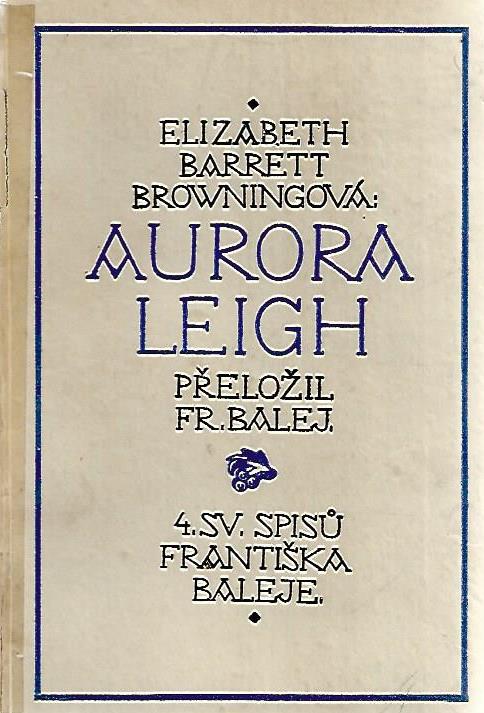 ELIZABETH
BARRETT
BROWNINGOVÁ:
AURORA
LEIGH
PŘELOŽIL
FR. BALEJ.
4. SV. SPISŮ
FRANTIŠKA
BALEJE.